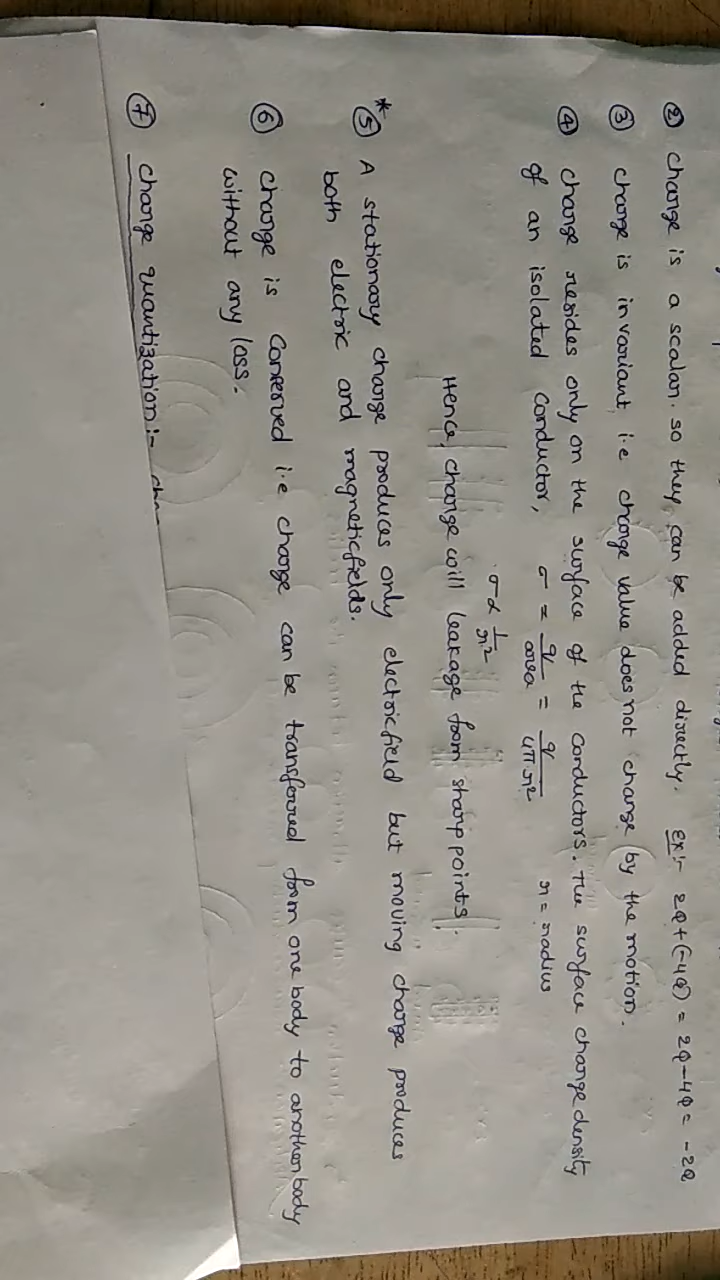 ② charge is a scalar. so they can be added directly. Ex:- 2Q+(-4Q) = 2Q-4Q = -2Q
③ charge is invariant i.e charge value does not change by the motion.
④ charge resides only on the surface of the conductors. The surface charge density
of an isolated conductor, σ = q/area = q/4πr² r = radius
σ ∝ 1/r²
Hence, charge will leakage from sharp points.
*⑤ A stationary charge produces only electricfield but moving charge produces
both electric and magneticfields.
⑥ charge is conserved i.e charge can be transferred from one body to another body
without any loss.
⑦ charge quantization :-